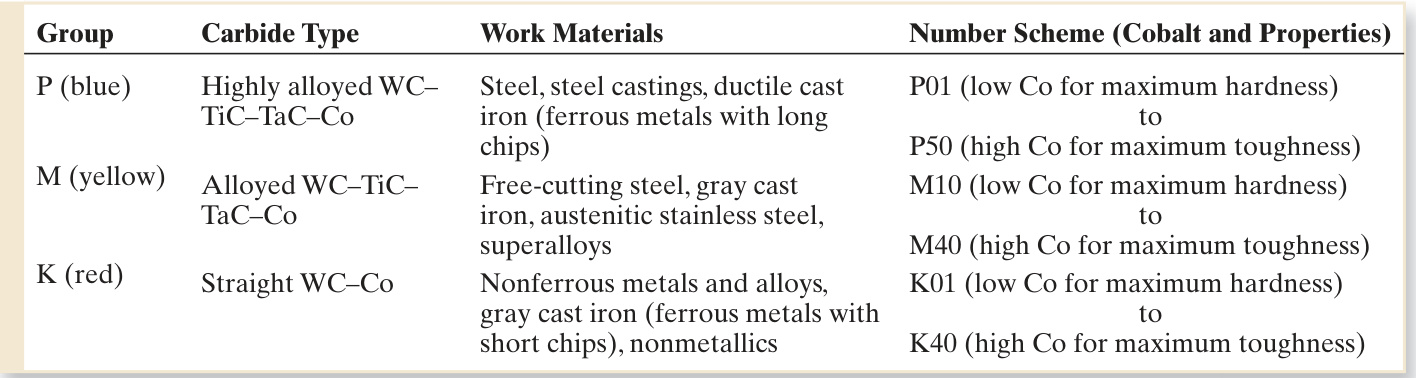 Group Carbide Type Work Materials Number Scheme (Cobalt and Properties)
P (blue) Highly alloyed WC– Steel, steel castings, ductile cast P01 (low Co for maximum hardness)
TiC–TaC–Co iron (ferrous metals with long to
chips) P50 (high Co for maximum toughness)
M (yellow) Alloyed WC–TiC– Free-cutting steel, gray cast M10 (low Co for maximum hardness)
TaC–Co iron, austenitic stainless steel, to
superalloys M40 (high Co for maximum toughness)
K (red) Straight WC–Co Nonferrous metals and alloys, K01 (low Co for maximum hardness)
gray cast iron (ferrous metals with to
short chips), nonmetallics K40 (high Co for maximum toughness)